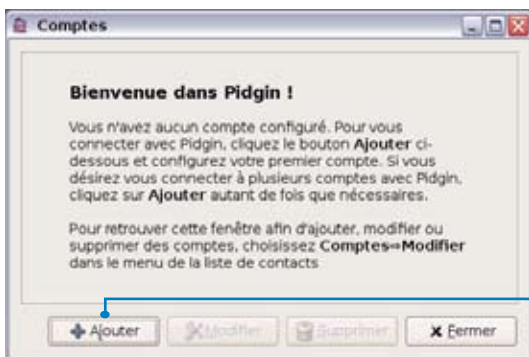 Comptes
Bienvenue dans Pidgin !
Vous n'avez aucun compte configuré. Pour vous
connecter avec Pidgin, cliquez le bouton Ajouter ci-
dessous et configurez votre premier compte. Si vous
désirez vous connecter à plusieurs comptes avec Pidgin,
cliquez sur Ajouter autant de fois que nécessaires.
Pour retrouver cette fenêtre afin d'ajouter, modifier ou
supprimer des comptes, choisissez Comptes⇒Modifier
dans le menu de la liste de contacts
Ajouter Modifier Supprimer Fermer